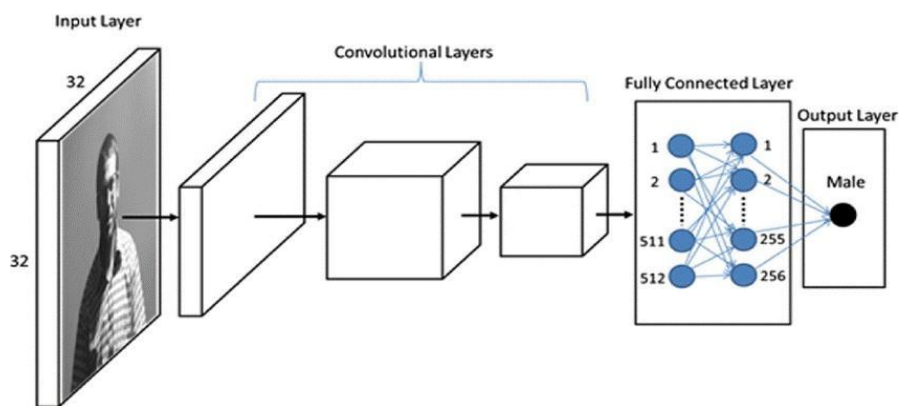 Input Layer
32
32
Convolutional Layers
Fully Connected Layer
1
2
511
512
1
2
255
256
Output Layer
Male